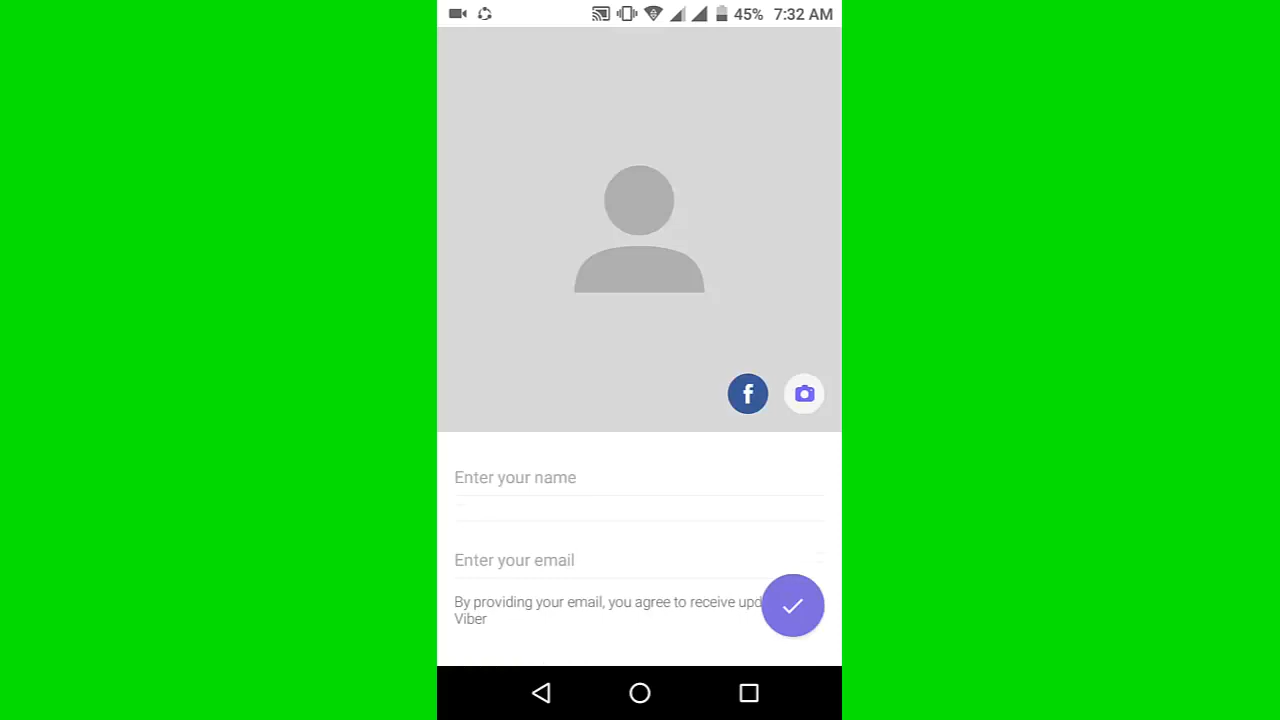 45% 7:32 AM
f
Enter your name
Enter your email
By providing your email, you agree to receive
Viber